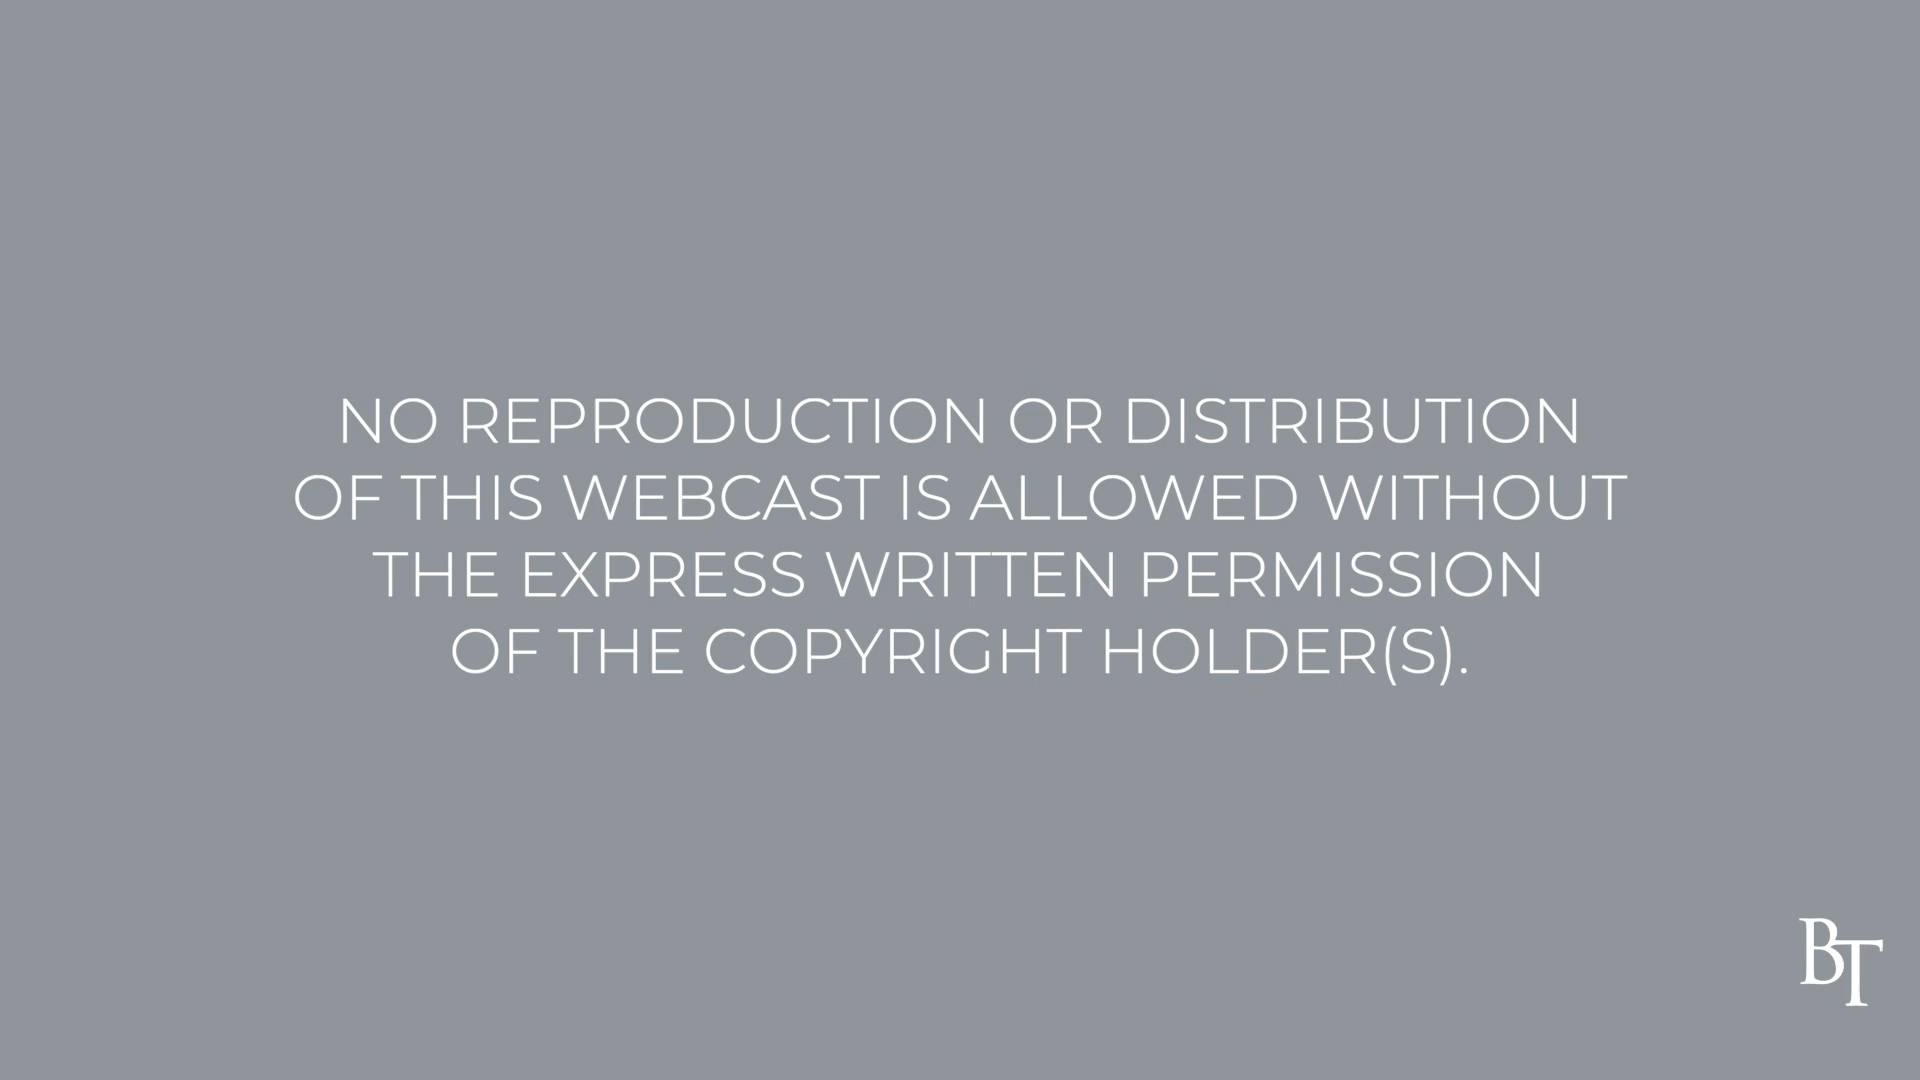 NO REPRODUCTION OR DISTRIBUTION
OF THIS WEBCAST IS ALLOWED WITHOUT
THE EXPRESS WRITTEN PERMISSION
OF THE COPYRIGHT HOLDER(S).
BT